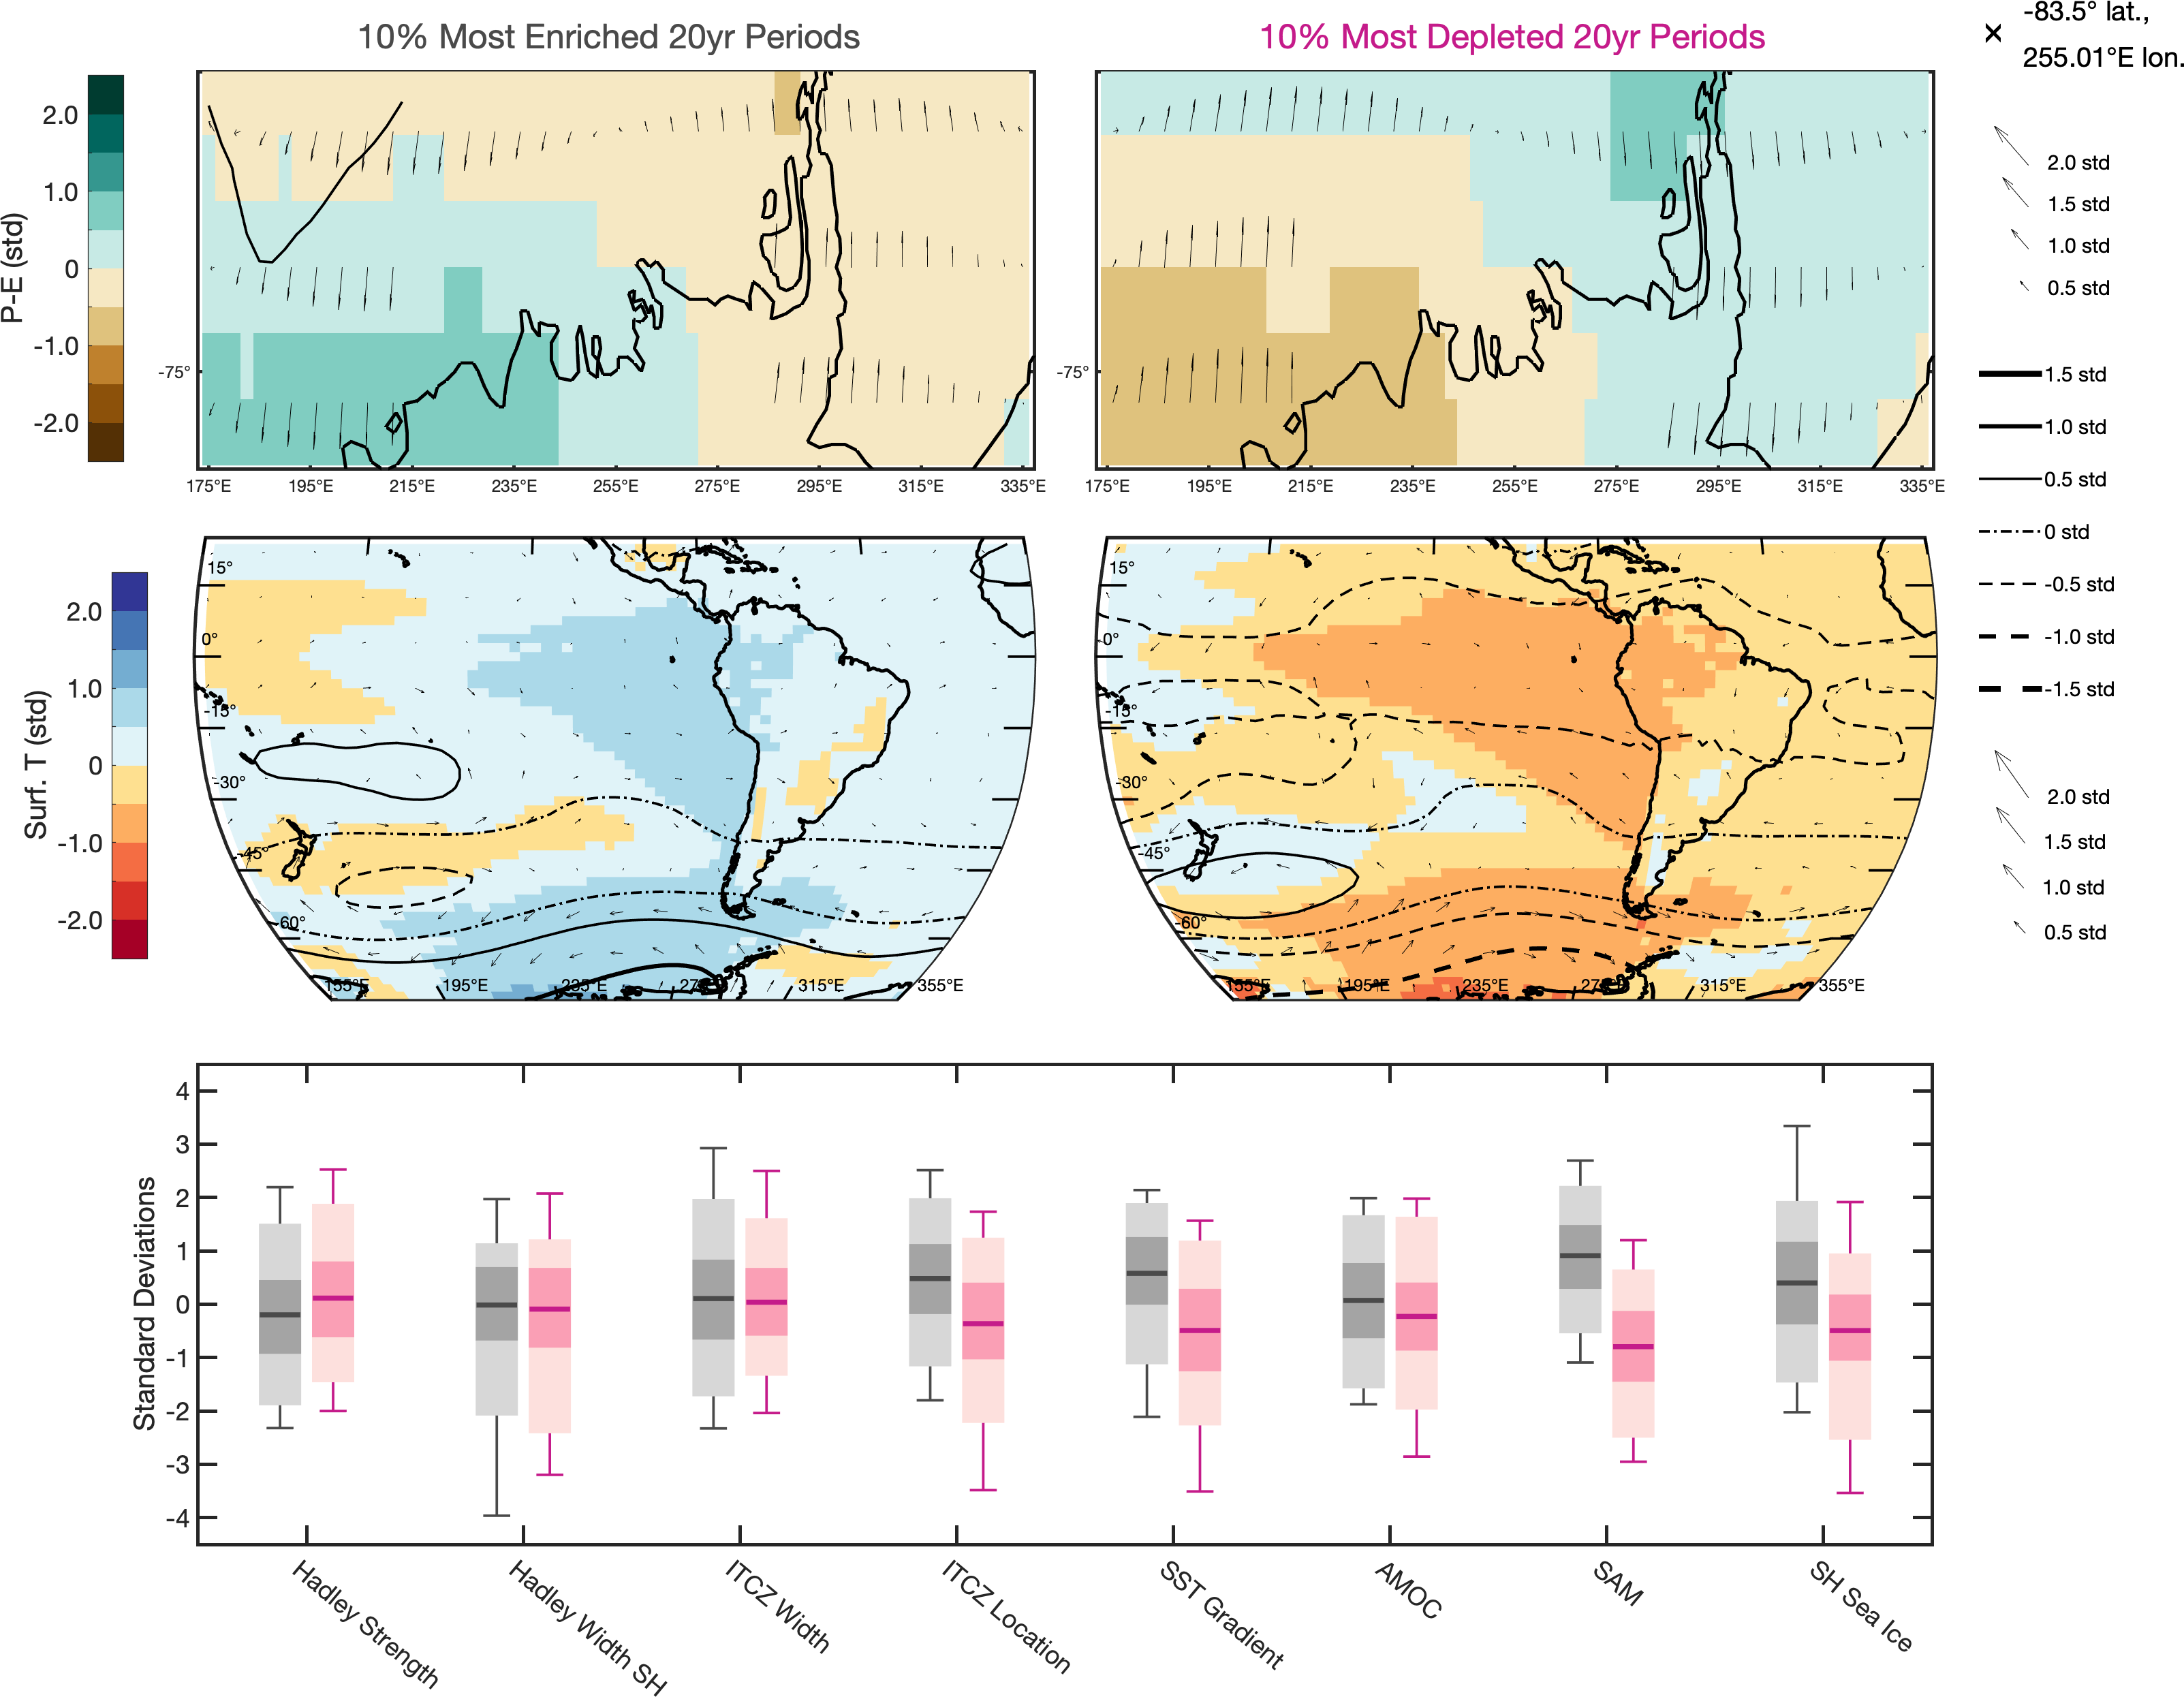 10% Most Enriched 20yr Periods
10% Most Depleted 20yr Periods
-83.5° lat.,
255.01°E lon.
P-E (std)
2.0
1.0
0
-1.0
-2.0
-75°
175°E 195°E 215°E 235°E 255°E 275°E 295°E 315°E 335°E
-75°
175°E 195°E 215°E 235°E 255°E 275°E 295°E 315°E 335°E
2.0 std
1.5 std
1.0 std
0.5 std
1.5 std
1.0 std
0.5 std
0 std
-0.5 std
-1.0 std
-1.5 std
2.0 std
1.5 std
1.0 std
0.5 std
Surf. T (std)
2.0
1.0
0
-1.0
-2.0
15°
0°
-15°
-30°
-45°
-60°
155°E 195°E 235°E 315°E 355°E
15°
0°
-15°
-30°
-45°
-60°
155°E 195°E 235°E 315°E 355°E
Standard Deviations
4
3
2
1
0
-1
-2
-3
-4
Hadley Strength
Hadley Width SH
ITCZ Width
ITCZ Location
SST Gradient
AMOC
SAM
SH Sea Ice